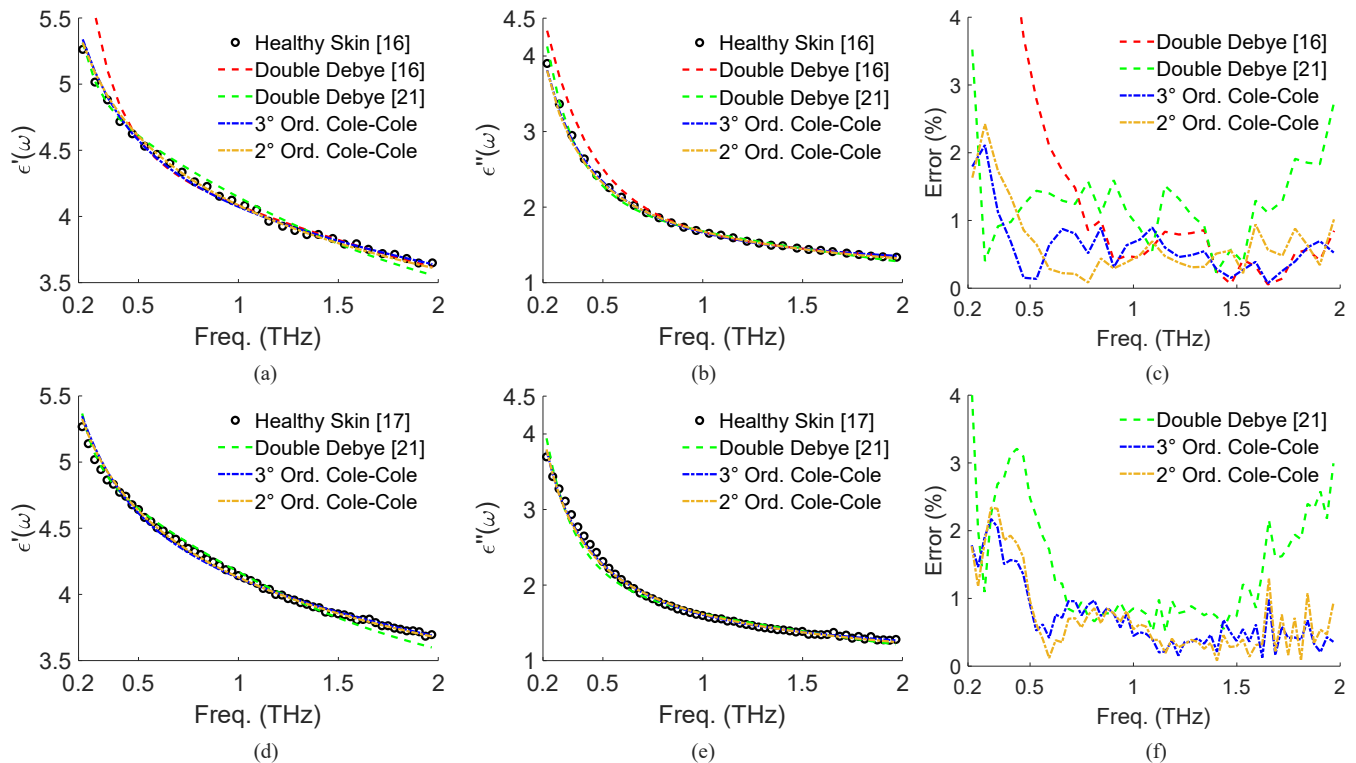 5.5
5
4.5
4
3.5
ϵ'(ω)
Healthy Skin [16]
Double Debye [16]
Double Debye [21]
3° Ord. Cole-Cole
2° Ord. Cole-Cole
0.2 0.5 1 1.5 2
Freq. (THz)
(a)
4.5
4
3
2
1
ϵ''(ω)
Healthy Skin [16]
Double Debye [16]
Double Debye [21]
3° Ord. Cole-Cole
2° Ord. Cole-Cole
0.2 0.5 1 1.5 2
Freq. (THz)
(b)
4
3
2
1
0
Error (%)
Double Debye [16]
Double Debye [21]
3° Ord. Cole-Cole
2° Ord. Cole-Cole
0.2 0.5 1 1.5 2
Freq. (THz)
(c)
5.5
5
4.5
4
3.5
ϵ'(ω)
Healthy Skin [17]
Double Debye [21]
3° Ord. Cole-Cole
2° Ord. Cole-Cole
0.2 0.5 1 1.5 2
Freq. (THz)
(d)
4.5
4
3
2
1
ϵ''(ω)
Healthy Skin [17]
Double Debye [21]
3° Ord. Cole-Cole
2° Ord. Cole-Cole
0.2 0.5 1 1.5 2
Freq. (THz)
(e)
4
3
2
1
0
Error (%)
Double Debye [21]
3° Ord. Cole-Cole
2° Ord. Cole-Cole
0.2 0.5 1 1.5 2
Freq. (THz)
(f)